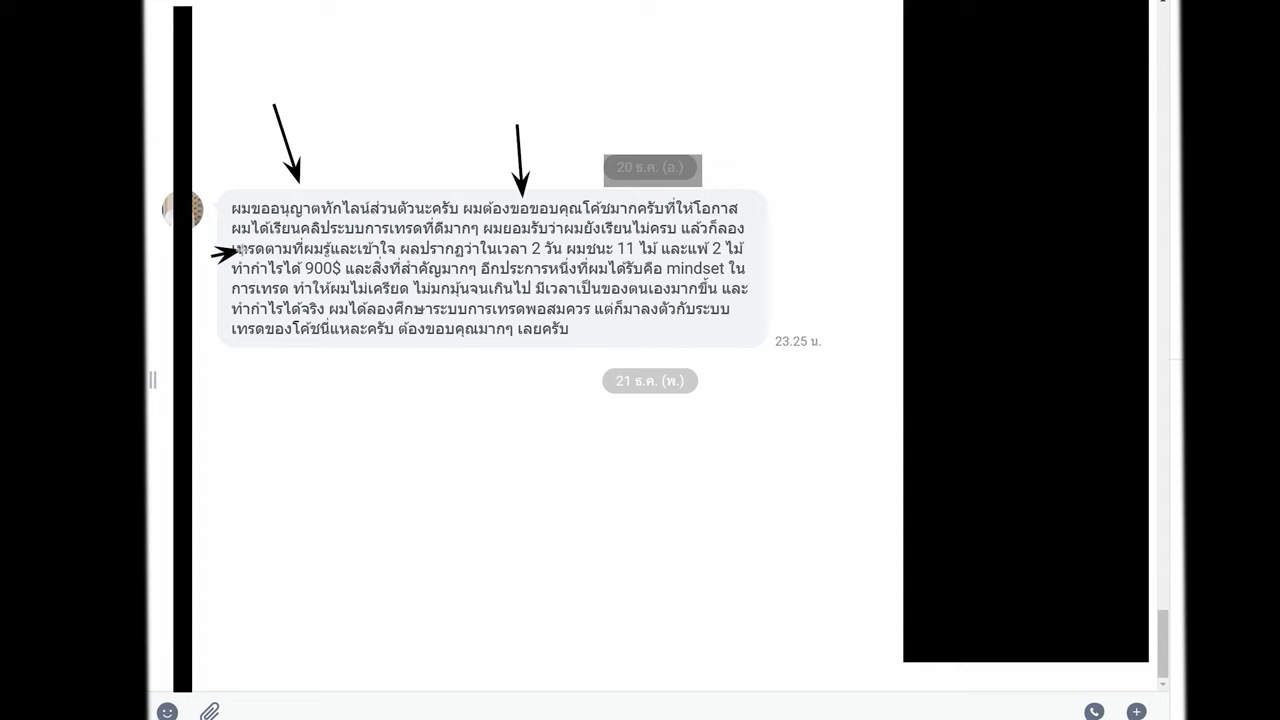 20 ธ.ค. (อ.)
ผมขออนุญาตทักไลน์ส่วนตัวนะครับ ผมต้องขอขอบคุณโค้ชมากครับที่ให้โอกาส
ผมได้เรียนคลิประบบการเทรดที่ดีมากๆ ผมยอมรับว่าผมยังเรียนไม่ครบ แล้วก็ลอง
เทรดตามที่ผมรู้และเข้าใจ ผลปรากฏว่าในเวลา 2 วัน ผมชนะ 11 ไม้ และแพ้ 2 ไม้
ทำกำไรได้ 900$ และสิ่งที่สำคัญมากๆ อีกประการหนึ่งที่ผมได้รับคือ mindset ใน
การเทรด ทำให้ผมไม่เครียด ไม่มกมุ้นจนเกินไป มีเวลาเป็นของตนเองมากขึ้น และ
ทำกำไรได้จริง ผมได้ลองศึกษาระบบการเทรดพอสมควร แต่ก็มาลงตัวกับระบบ
เทรดของโค้ชนี่แหละครับ ต้องขอบคุณมากๆ เลยครับ
23.25 น.
21 ธ.ค. (พ.)